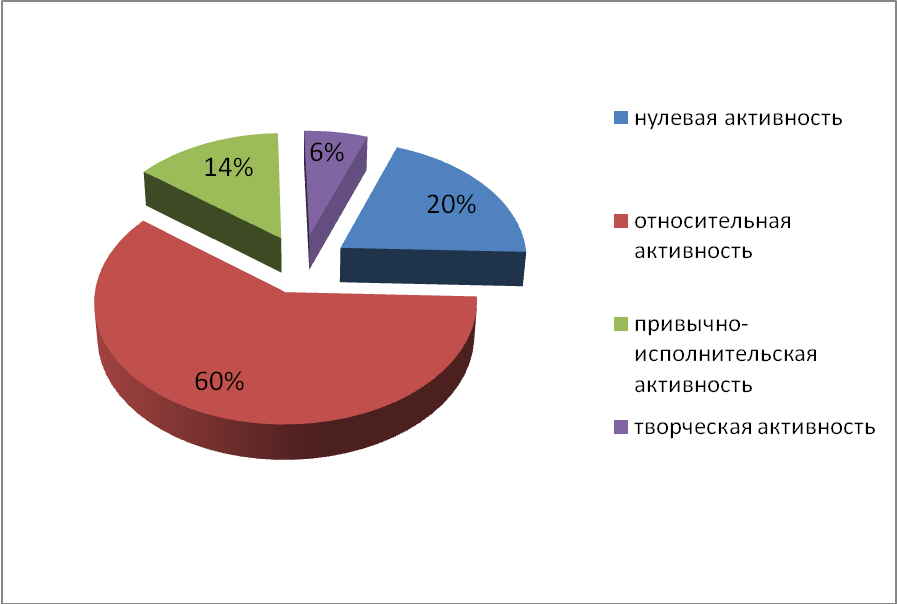 14%
6%
20%
60%
нулевая активность
относительная
активность
привычно-
исполнительская
активность
творческая активность